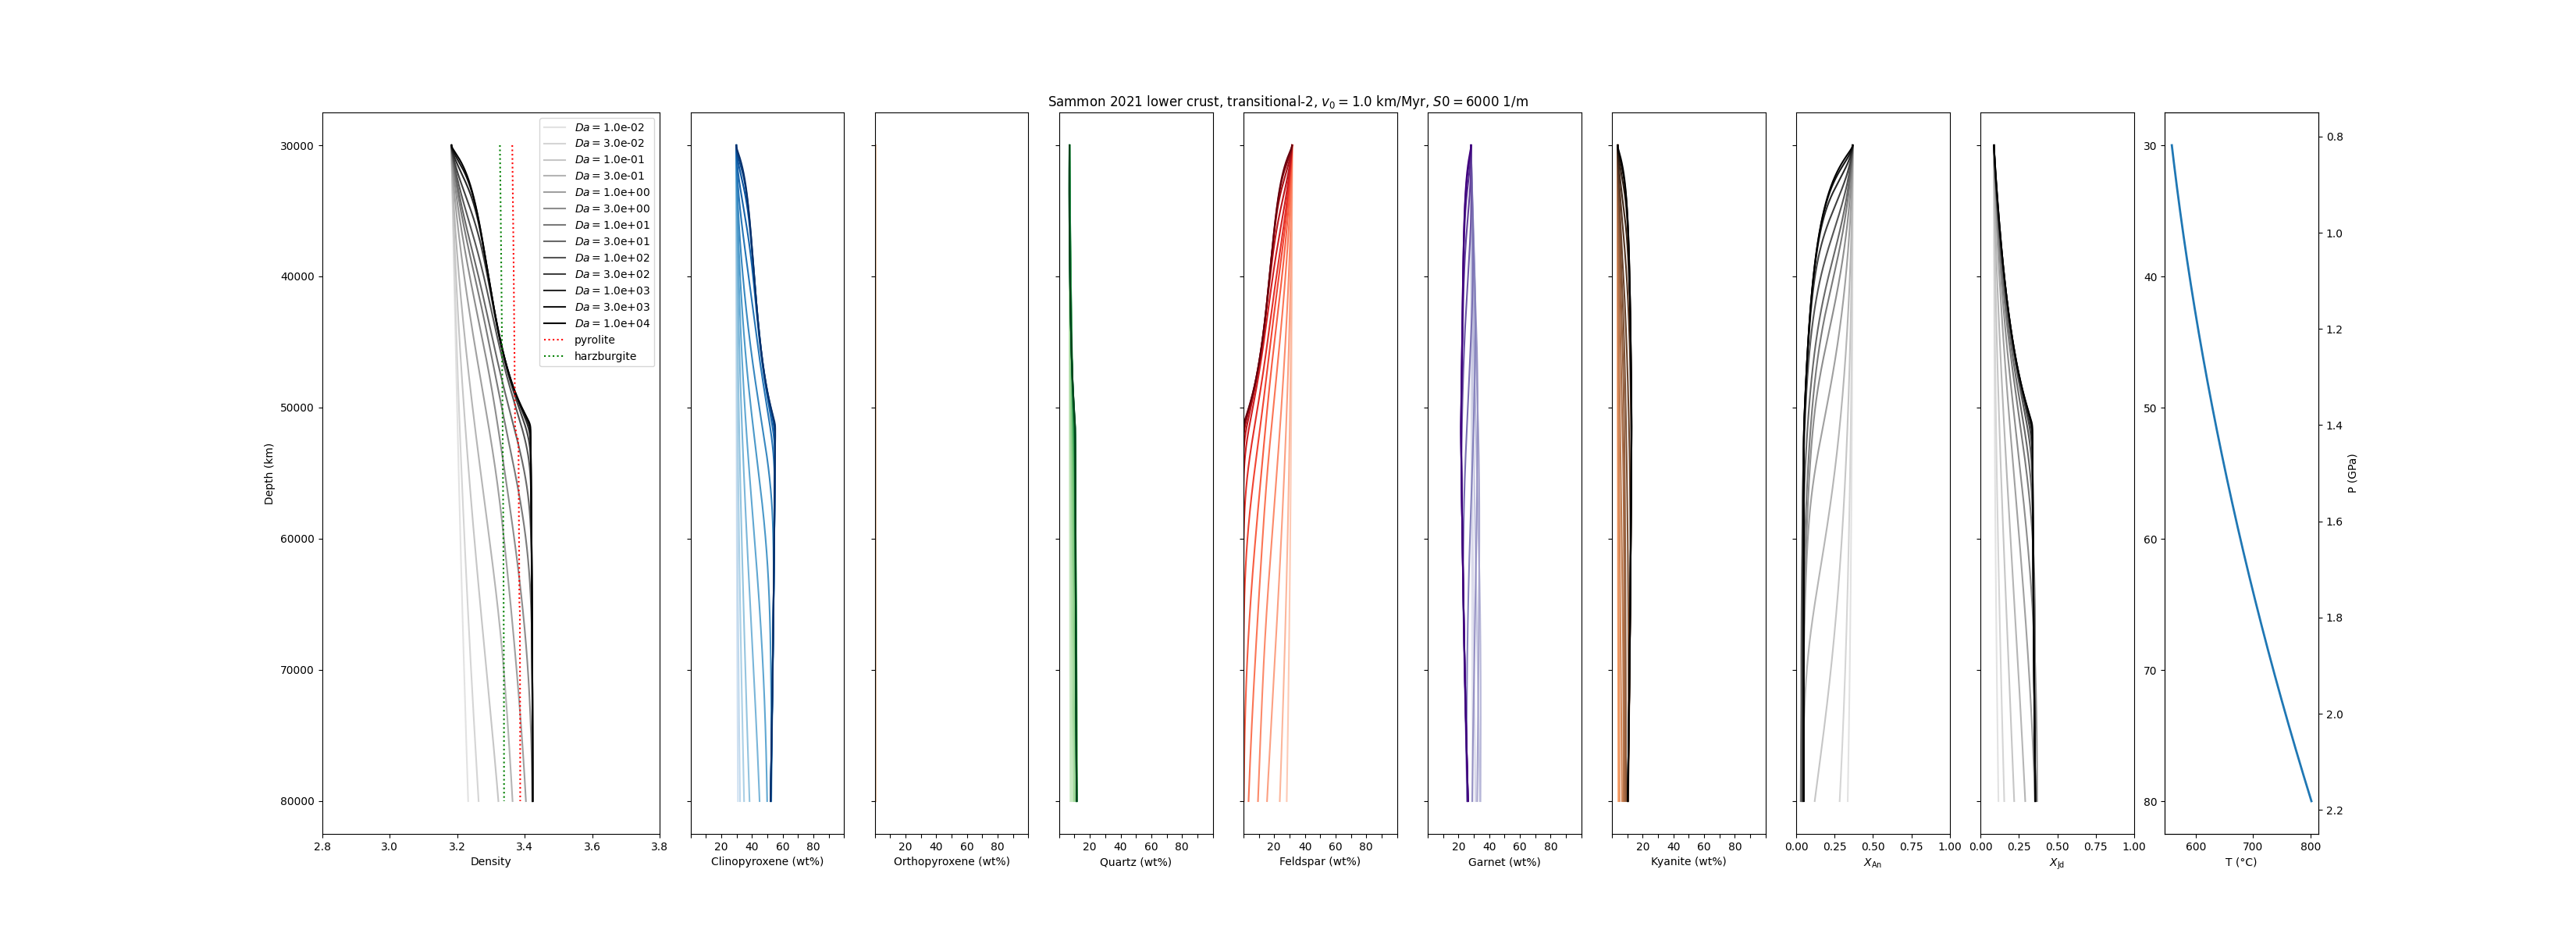 Sammon 2021 lower crust, transitional-2, v₀ = 1.0 km/Myr, S0 = 6000 1/m
Da = 1.0e-02
Da = 3.0e-02
Da = 1.0e-01
Da = 3.0e-01
Da = 1.0e+00
Da = 3.0e+00
Da = 1.0e+01
Da = 3.0e+01
Da = 1.0e+02
Da = 3.0e+02
Da = 1.0e+03
Da = 3.0e+03
Da = 1.0e+04
pyrolite
harzburgite
Depth (km)
30000
40000
50000
60000
70000
80000
2.8 3.0 3.2 3.4 3.6 3.8
Density
20 40 60 80
Clinopyroxene (wt%)
20 40 60 80
Orthopyroxene (wt%)
20 40 60 80
Quartz (wt%)
20 40 60 80
Feldspar (wt%)
20 40 60 80
Garnet (wt%)
20 40 60 80
Kyanite (wt%)
0.00 0.25 0.50 0.75 1.00
X_An
0.00 0.25 0.50 0.75 1.00
X_Jd
30
40
50
60
70
80
600 700 800
T (°C)
0.8
1.0
1.2
1.4
1.6
1.8
2.0
2.2
P (GPa)